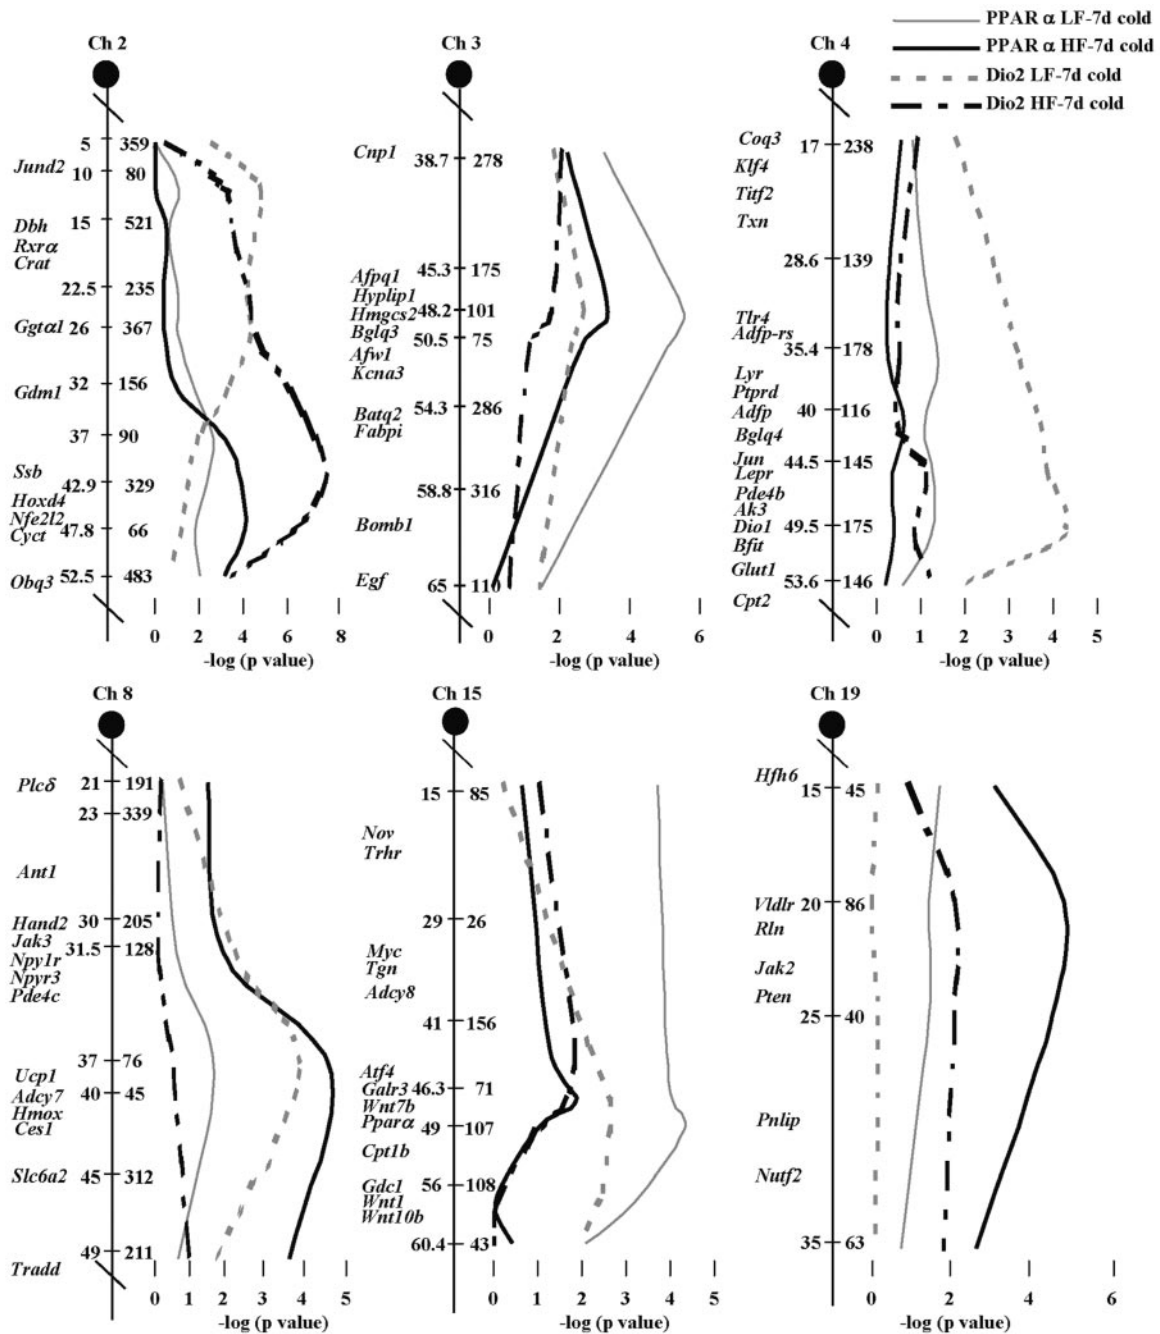 PPAR α LF-7d cold
PPAR α HF-7d cold
Dio2 LF-7d cold
Dio2 HF-7d cold
Ch 2
5 359
Jund2
10 80
15 521
Dbh
Rxrα
Crat
22.5 235
Ggtα1 26 367
32 156
Gdm1
37 90
Ssb
42.9 329
Hoxd4
Nfe2l2
47.8 66
Cyct
Obq3 52.5 483
0 2 4 6 8
-log (p value)
Ch 3
Cnp1
38.7 278
45.3 175
Afpq1
Hyplip1
Hmgcs2 48.2 101
Bglq3 50.5 75
Afw1
Kcna3
54.3 286
Batq2
Fabpi
58.8 316
Bomb1
Egf 65 110
0 2 4 6
-log (p value)
Ch 4
Coq3
17 238
Klf4
Titf2
Txn
28.6 139
Tlr4
Adfp-rs
35.4 178
Lyr
Ptprd
Adfp 40 116
Bglq4
Jun 44.5 145
Lepr
Pde4b
Ak3
Dio1 49.5 175
Bfit
Glut1
53.6 146
Cpt2
0 1 2 3 4 5
-log (p value)
Ch 8
Plcδ 21 191
23 339
Ant1
Hand2 30 205
Jak3
31.5 128
Npy1r
Npyr3
Pde4c
37 76
Ucp1
Adcy7 40 45
Hmox
Ces1
Slc6a2 45 312
49 211
Tradd
0 1 2 3 4 5
-log (p value)
Ch 15
15 85
Nov
Trhr
29 26
Myc
Tgn
Adcy8
41 156
Atf4
Galr3 46.3 71
Wnt7b
Pparα 49 107
Cpt1b
Gdc1 56 108
Wnt1
Wnt10b
60.4 43
0 1 2 3 4 5
-log (p value)
Ch 19
Hfh6
15 45
Vldlr 20 86
Rln
Jak2
Pten
25 40
Pnlip
Nutf2
35 63
0 2 4 6
-log (p value)